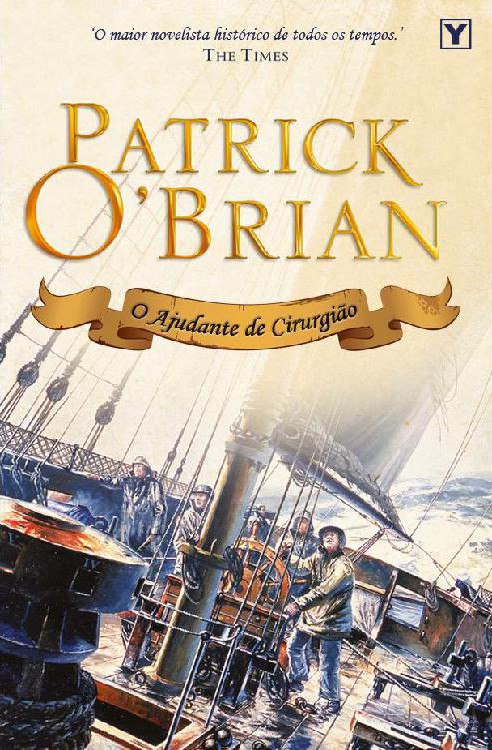 'O maior novelista histórico de todos os tempos.'
THE TIMES
Y
PATRICK
O'BRIAN
O Ajudante de Cirurgião